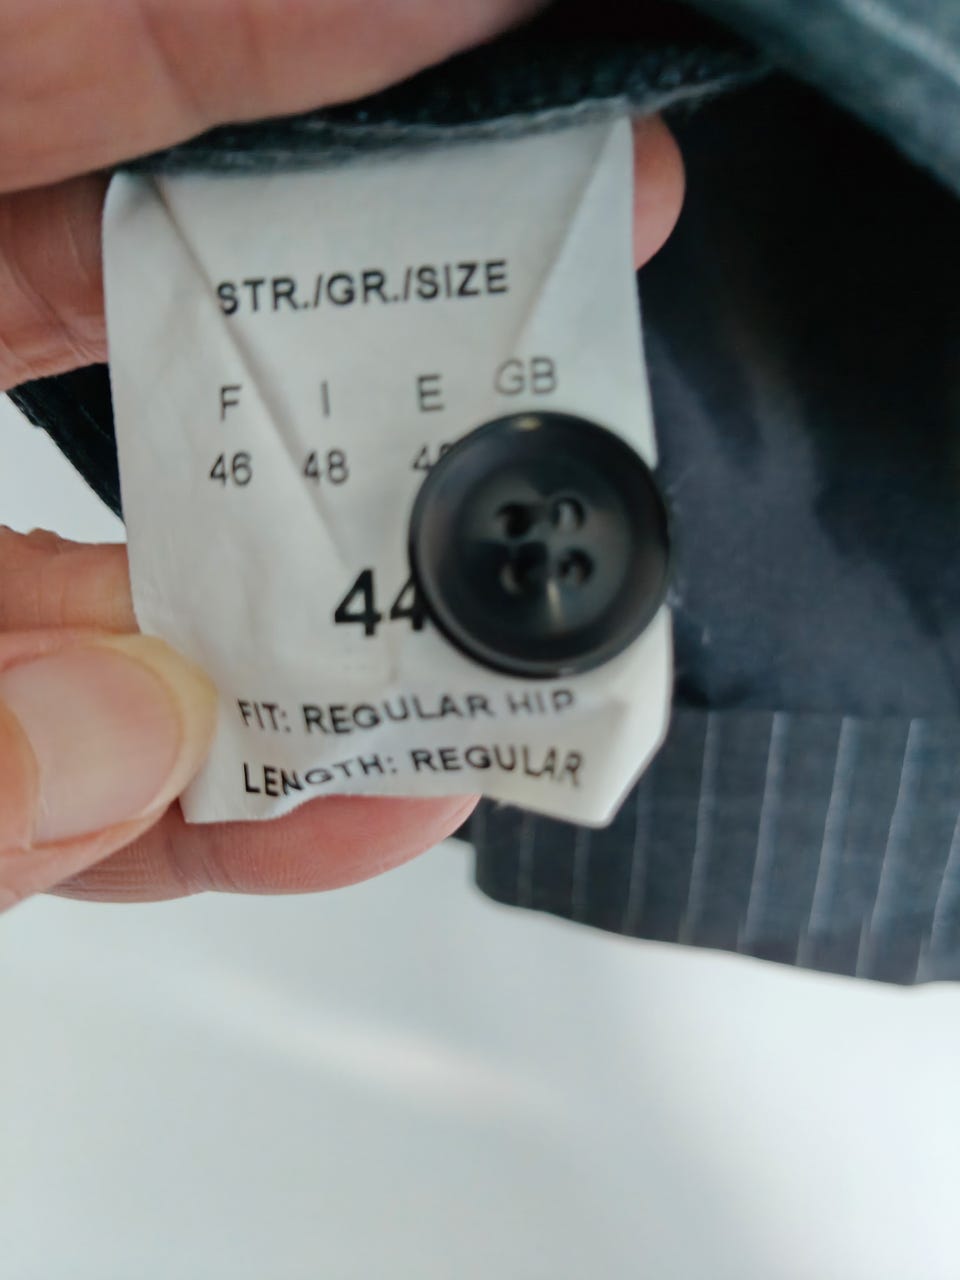 STR./GR./SIZE
F I E GB
46 48
44
FIT: REGULAR HIP
LENGTH: REGULAR